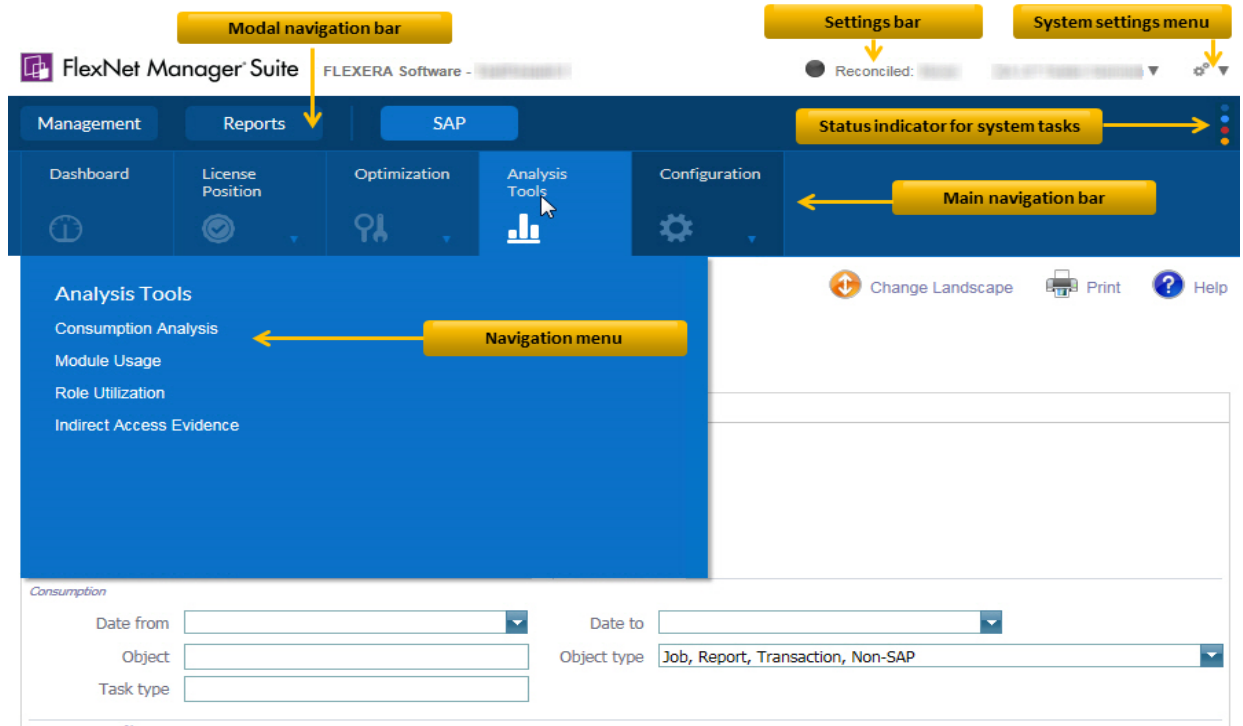 Modal navigation bar
Settings bar
System settings menu
FlexNet Manager Suite
FLEXERA Software -
Reconciled:
Management
Reports
SAP
Status indicator for system tasks
Dashboard
License Position
Optimization
Analysis Tools
Configuration
Main navigation bar
Analysis Tools
Consumption Analysis
Module Usage
Role Utilization
Indirect Access Evidence
Navigation menu
Change Landscape
Print
Help
Consumption
Date from
Date to
Object
Object type
Job, Report, Transaction, Non-SAP
Task type